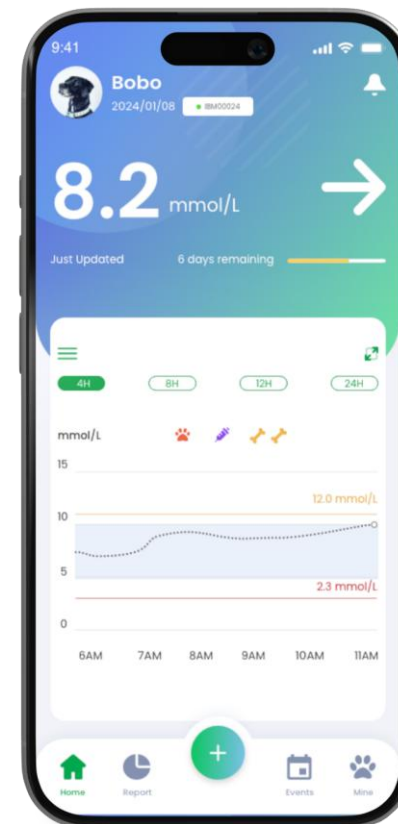 9:41
Bobo
2024/01/08 IBM00024
8.2 mmol/L
Just Updated 6 days remaining
4H 8H 12H 24H
mmol/L
15
12.0 mmol/L
10
5
2.3 mmol/L
0
6AM 7AM 8AM 9AM 10AM 11AM
Home Report Events Mine